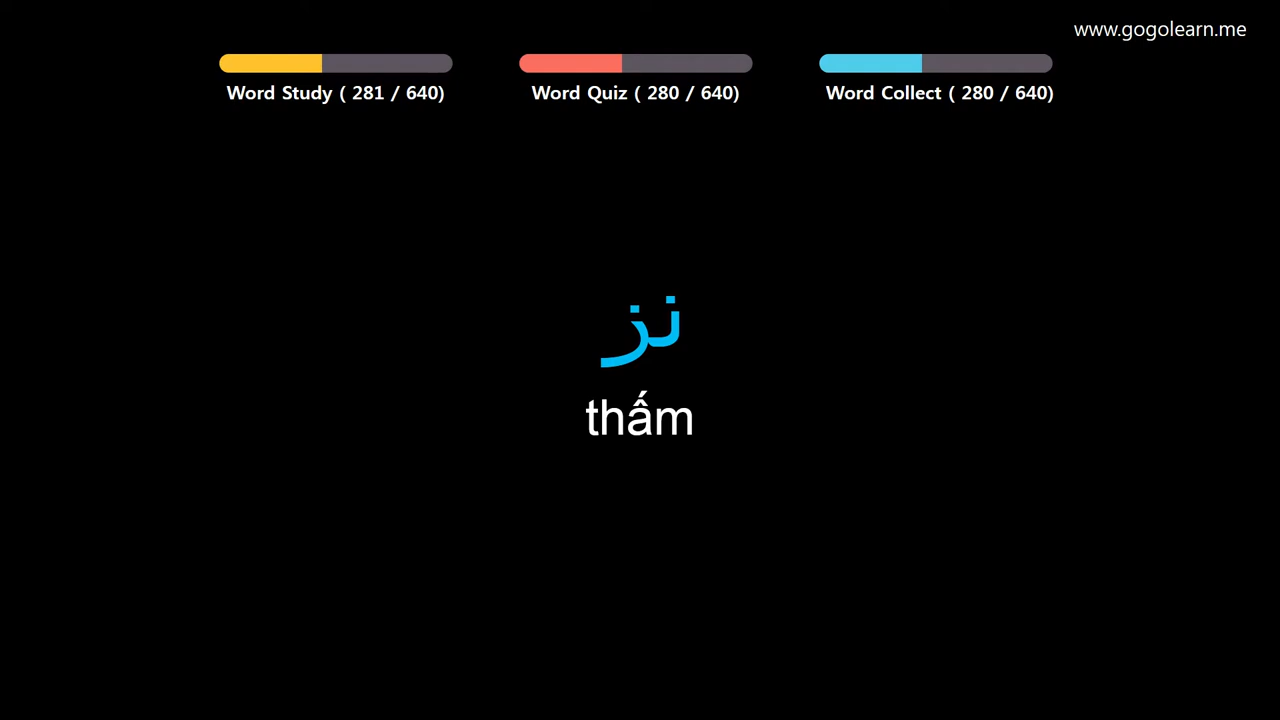 www.gogolearn.me
Word Study ( 281 / 640)
Word Quiz ( 280 / 640)
Word Collect ( 280 / 640)
نز
thấm